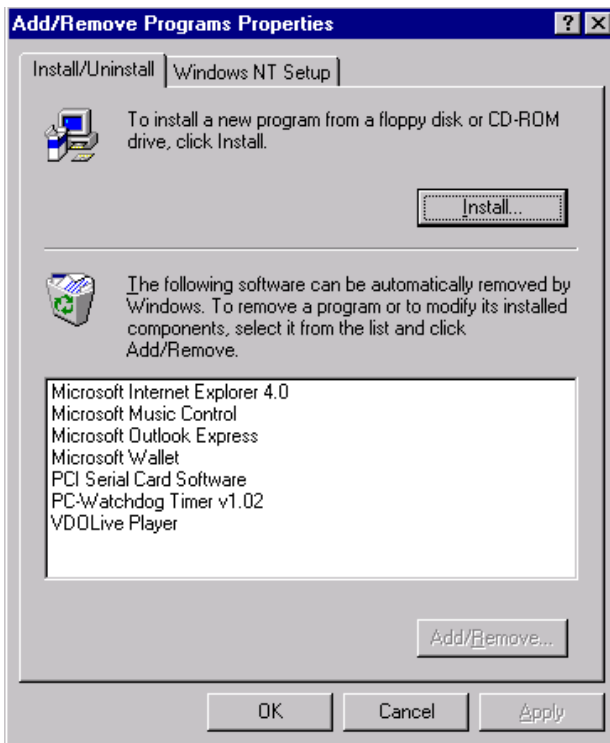 Add/Remove Programs Properties
Install/Uninstall
Windows NT Setup
To install a new program from a floppy disk or CD-ROM
drive, click Install.
Install...
The following software can be automatically removed by
Windows. To remove a program or to modify its installed
components, select it from the list and click
Add/Remove.
Microsoft Internet Explorer 4.0
Microsoft Music Control
Microsoft Outlook Express
Microsoft Wallet
PCI Serial Card Software
PC-Watchdog Timer v1.02
VDOLive Player
Add/Remove...
OK
Cancel
Apply